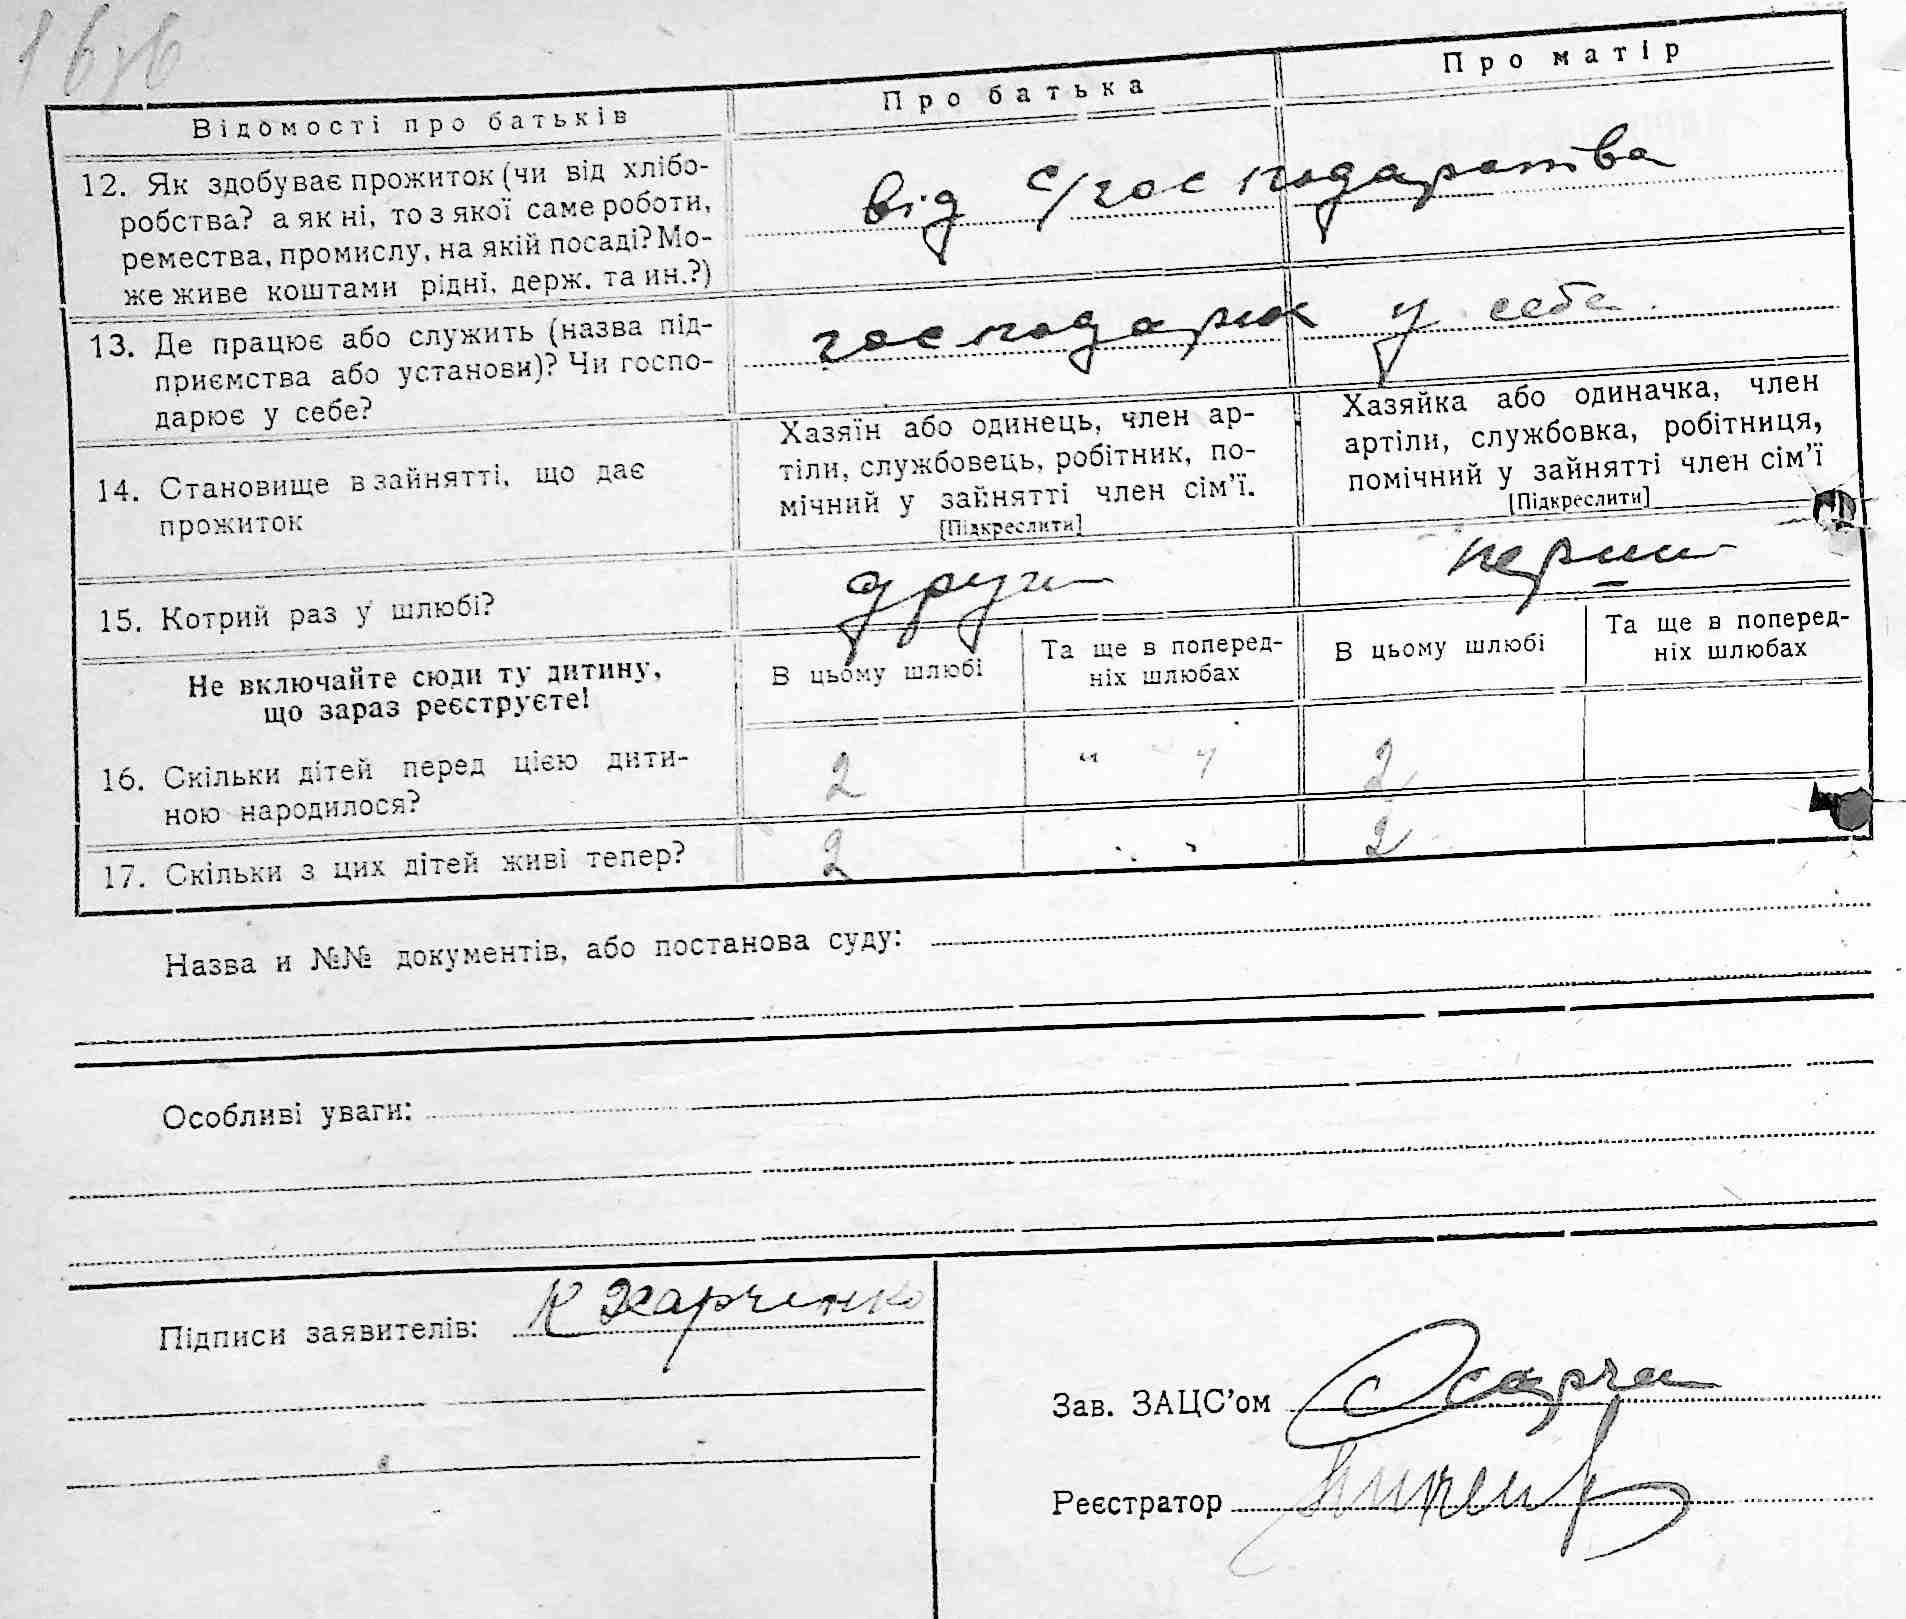 Відомості про батьків
Про батька
Про матір
12. Як здобуває прожиток (чи від хлібо-
робства? а як ні, то з якої саме роботи,
ремества, промислу, на якій посаді? Мо-
же живе коштами рідні, держ. та ин.?)
від с/господарства
13. Де працює або служить (назва під-
приємства або установи)? Чи госпо-
дарює у себе?
господарює у себе
14. Становище в зайнятті, що дає
прожиток
Хазяїн або одинець, член ар-
тіли, службовець, робітник, по-
мічний у зайнятті член сім’ї.
[Підкреслити]
Хазяйка або одиначка, член
артіли, службовка, робітниця,
помічний у зайнятті член сім’ї
[Підкреслити]
15. Котрий раз у шлюбі?
други
перши
Не включайте сюди ту дитину,
що зараз реєструєте!
В цьому шлюбі
Та ще в поперед-
ніх шлюбах
В цьому шлюбі
Та ще в поперед-
ніх шлюбах
16. Скільки дітей перед цією дити-
ною народилося?
2 " "
2
17. Скільки з цих дітей живі тепер?
2
2
Назва и №№ документів, або постанова суду:
Особливі уваги:
Підписи заявителів: К Харченко
Зав. ЗАЦС’ом
Реєстратор